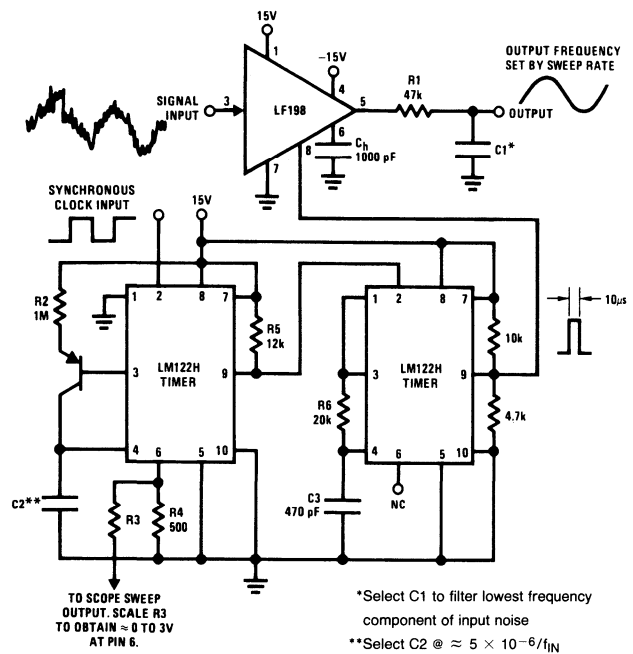 15V
1
-15V
4
OUTPUT FREQUENCY
SET BY SWEEP RATE
SIGNAL
INPUT
3
LF198
5
R1
47k
OUTPUT
6
8
Ch
1000 pF
C1*
7
SYNCHRONOUS
CLOCK INPUT
15V
R2
1M
1
2
8
7
R5
12k
LM122H
TIMER
3
9
4
6
5
10
C2**
R3
R4
500
TO SCOPE SWEEP
OUTPUT. SCALE R3
TO OBTAIN ≈ 0 TO 3V
AT PIN 6.
1
2
8
7
10k
LM122H
TIMER
3
9
R6
20k
4.7k
4
6
5
10
C3
470 pF
NC
10μs
*Select C1 to filter lowest frequency
component of input noise
**Select C2 @ ≈ 5 × 10⁻⁶/fIN